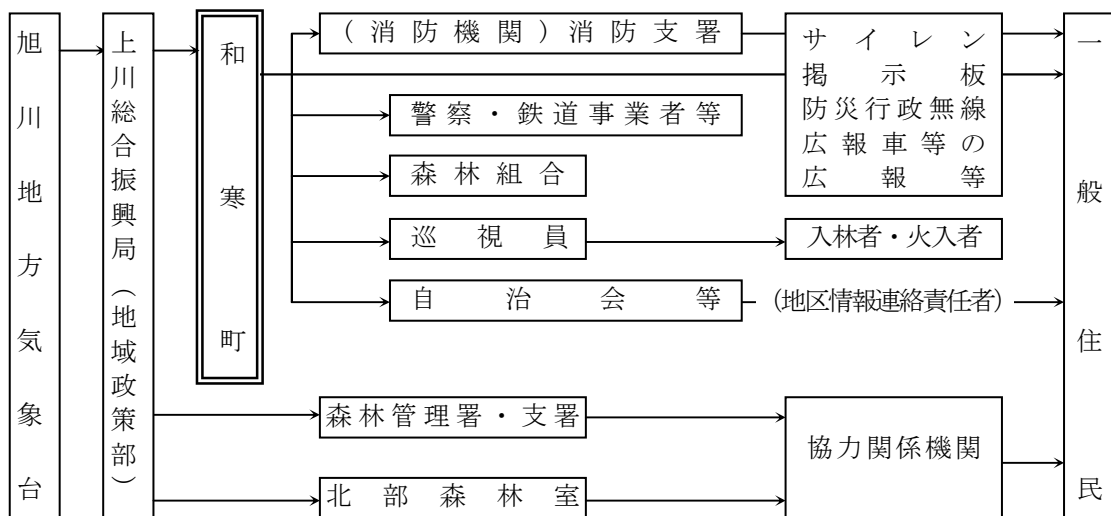 旭川地方気象台
上川総合振興局（地域政策部）
和寒町
（消防機関）消防支署
警察・鉄道事業者等
森林組合
巡視員
自治会等
(地区情報連絡責任者)
森林管理署・支署
北部森林室
サイレン
掲示板
防災行政無線
広報車等の
広報等
入林者・火入者
協力関係機関
一般住民